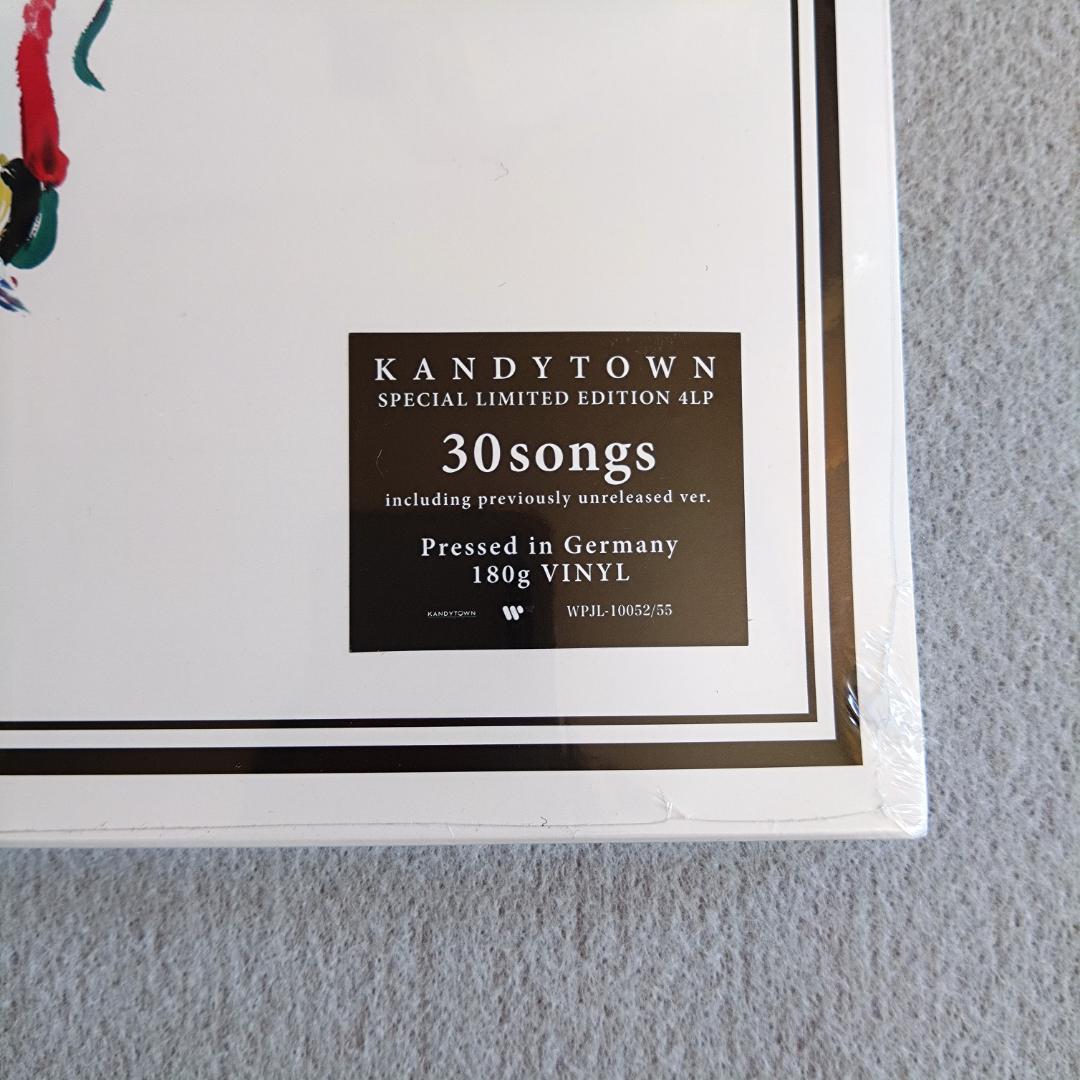 KANDYTOWN
SPECIAL LIMITED EDITION 4LP
30songs
including previously unreleased ver.
Pressed in Germany
180g VINYL
KANDYTOWN WPJL-10052/55